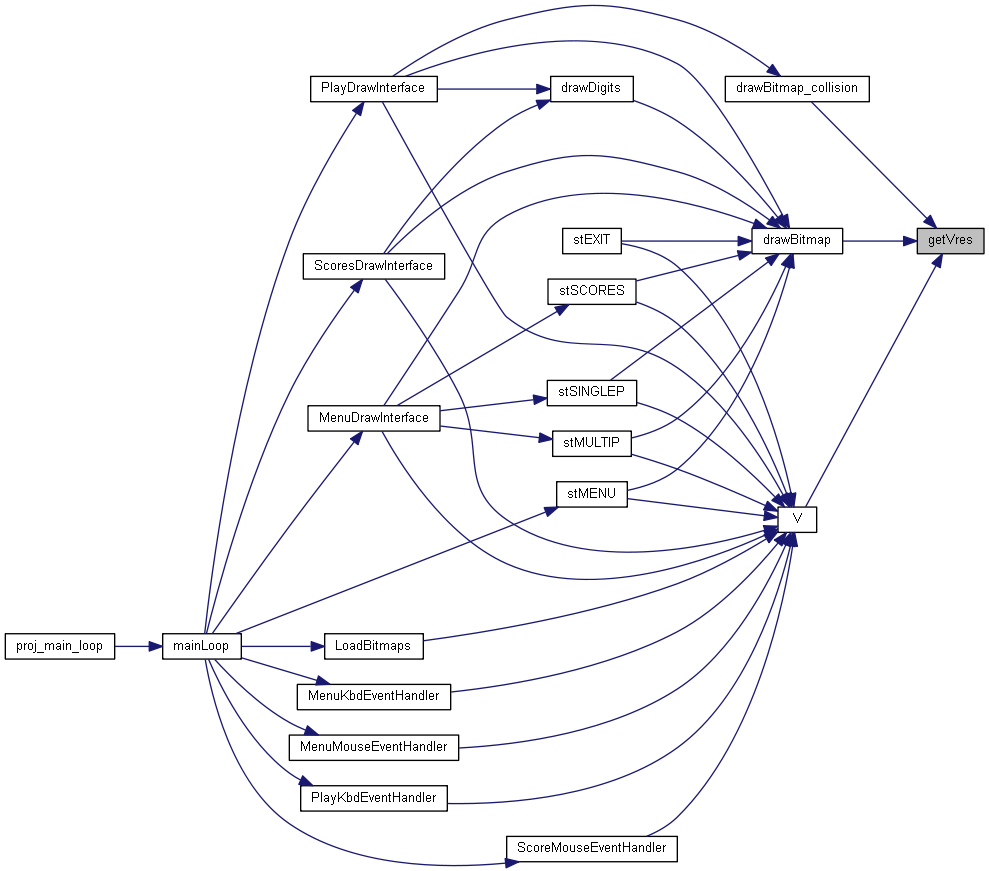 PlayDrawInterface
drawDigits
drawBitmap_collision
stEXIT
drawBitmap
getVres
ScoresDrawInterface
stSCORES
stSINGLEP
MenuDrawInterface
stMULTIP
stMENU
V
proj_main_loop
mainLoop
LoadBitmaps
MenuKbdEventHandler
MenuMouseEventHandler
PlayKbdEventHandler
ScoreMouseEventHandler